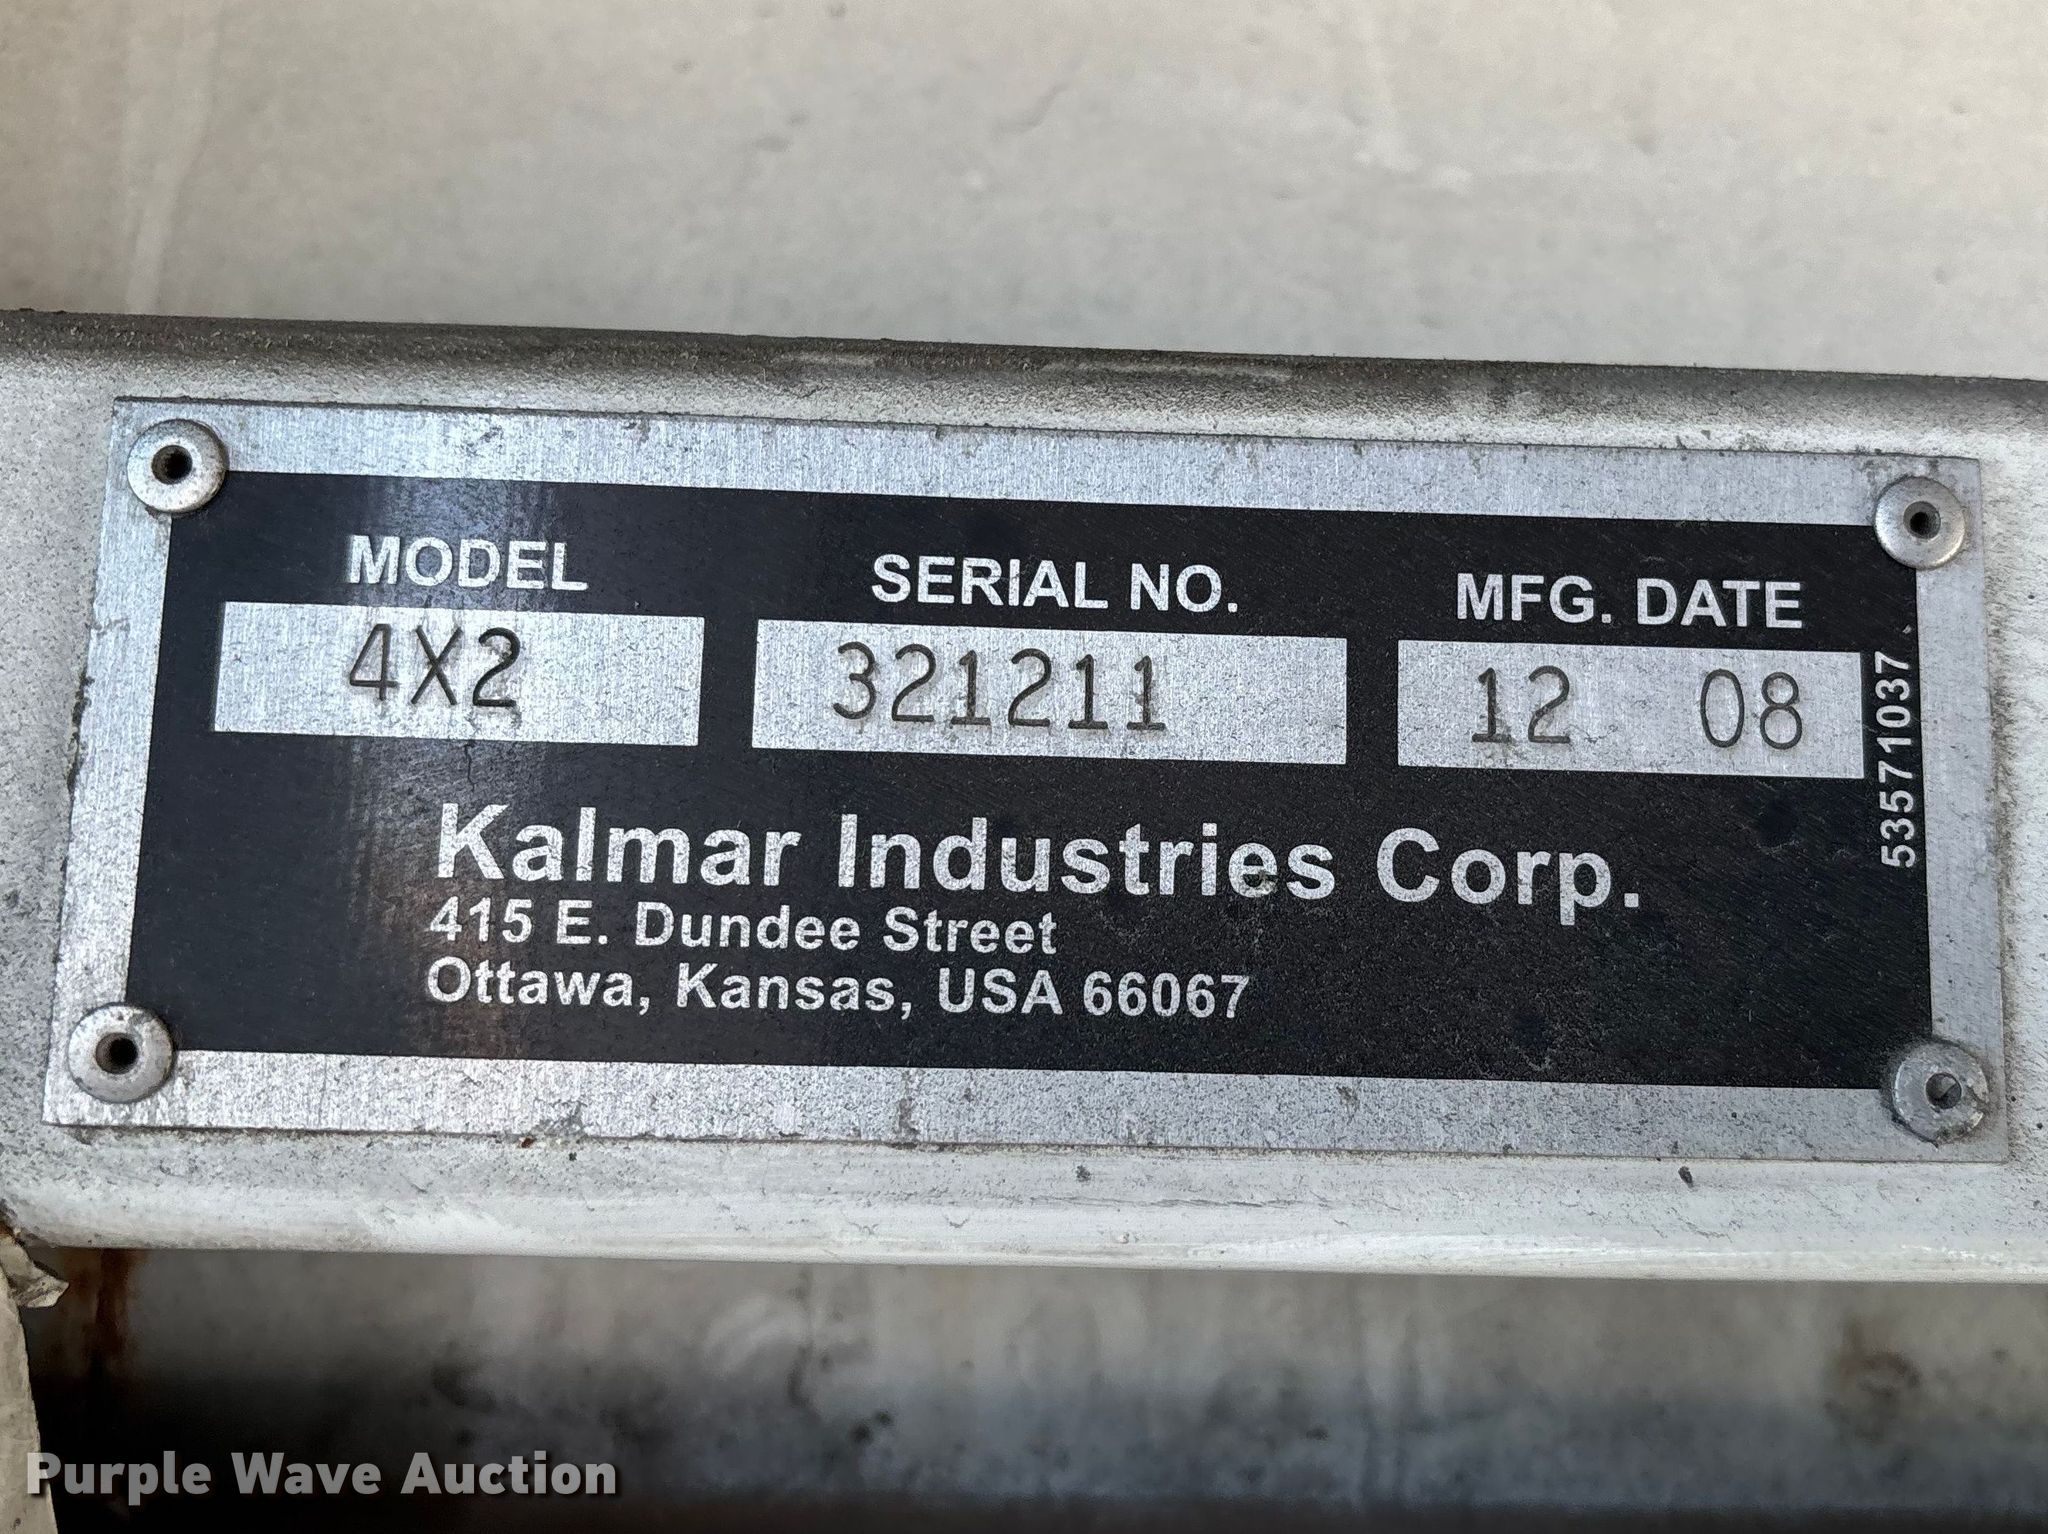 MODEL SERIAL NO. MFG. DATE
4X2 321211 12 08
53571037
Kalmar Industries Corp.
415 E. Dundee Street
Ottawa, Kansas, USA 66067
Purple Wave Auction